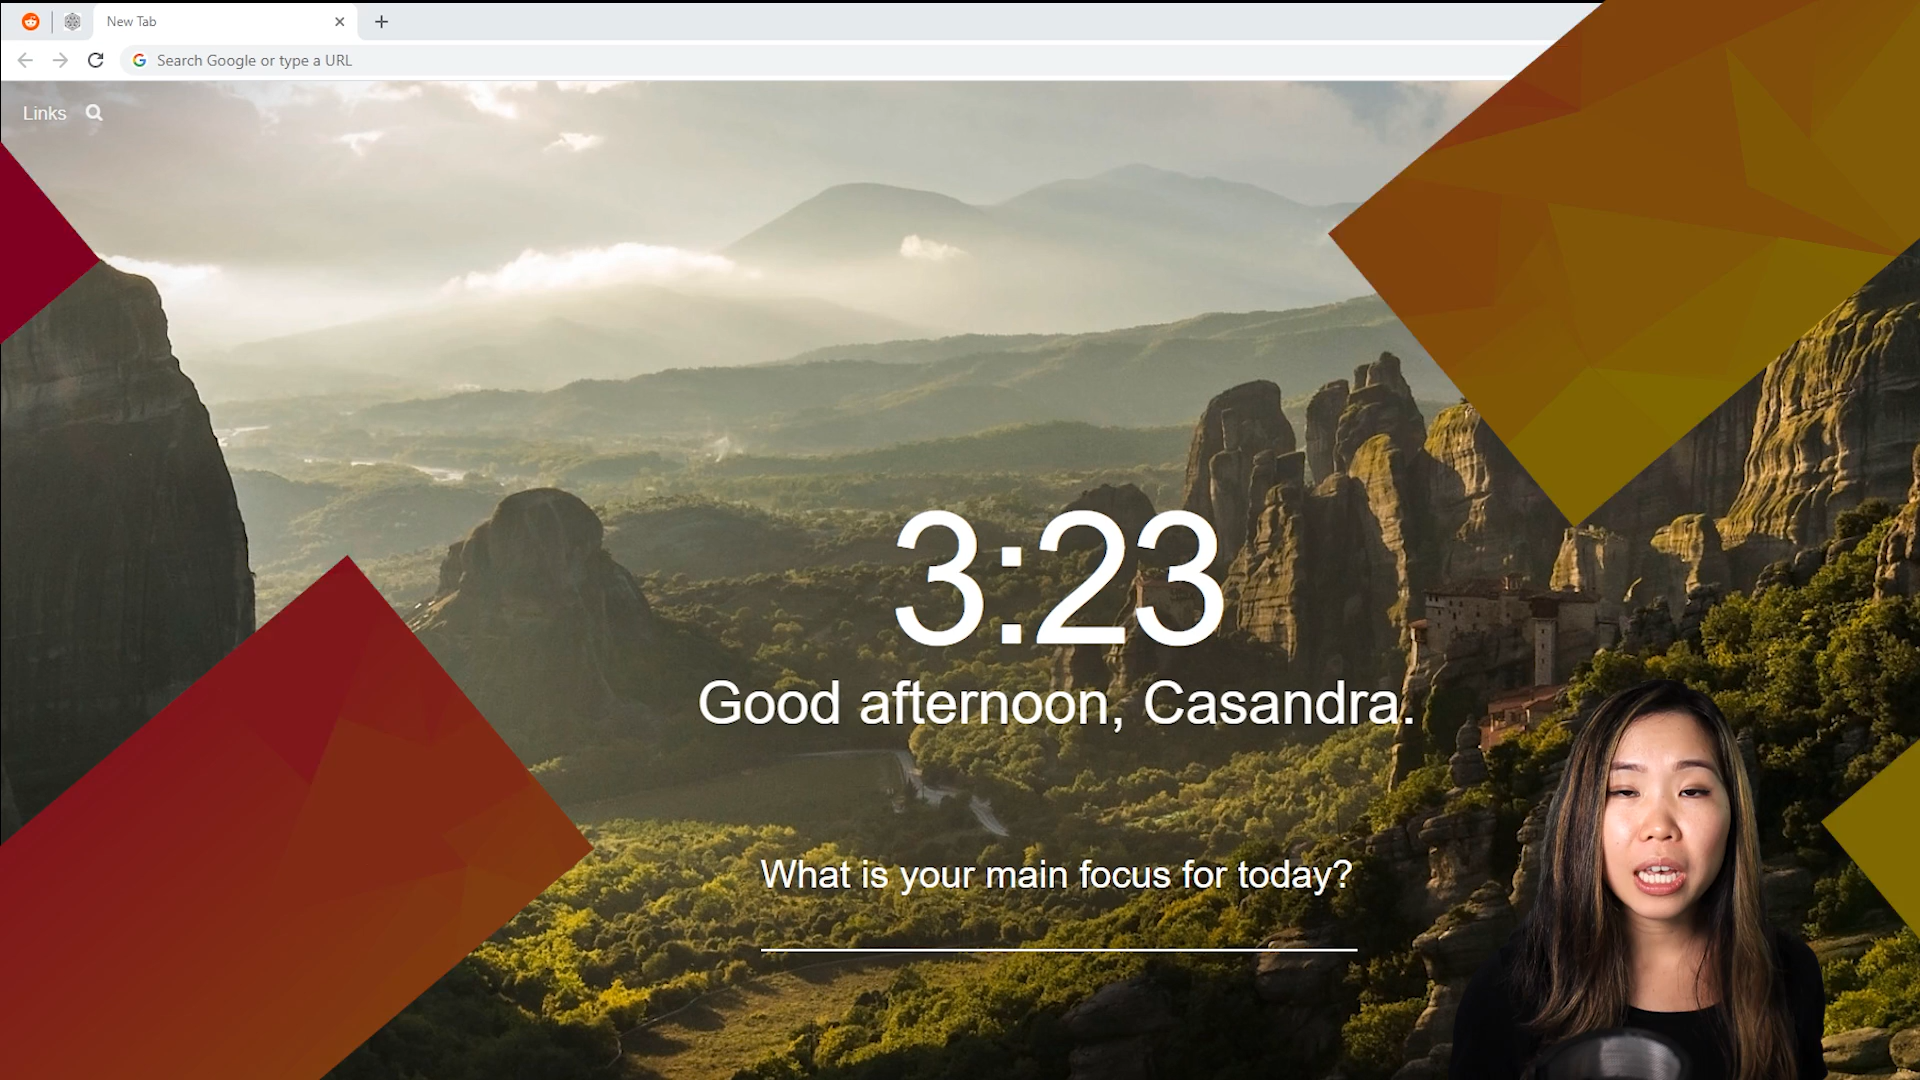 New Tab
Search Google or type a URL
Links
3:23
Good afternoon, Casandra.
What is your main focus for today?